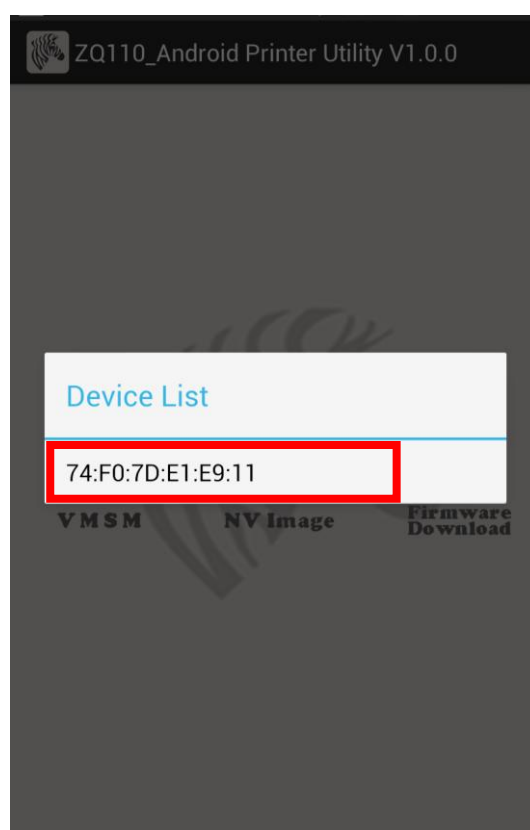 ZQ110_Android Printer Utility V1.0.0
Device List
74:F0:7D:E1:E9:11
VMSM NV Image Firmware
Download